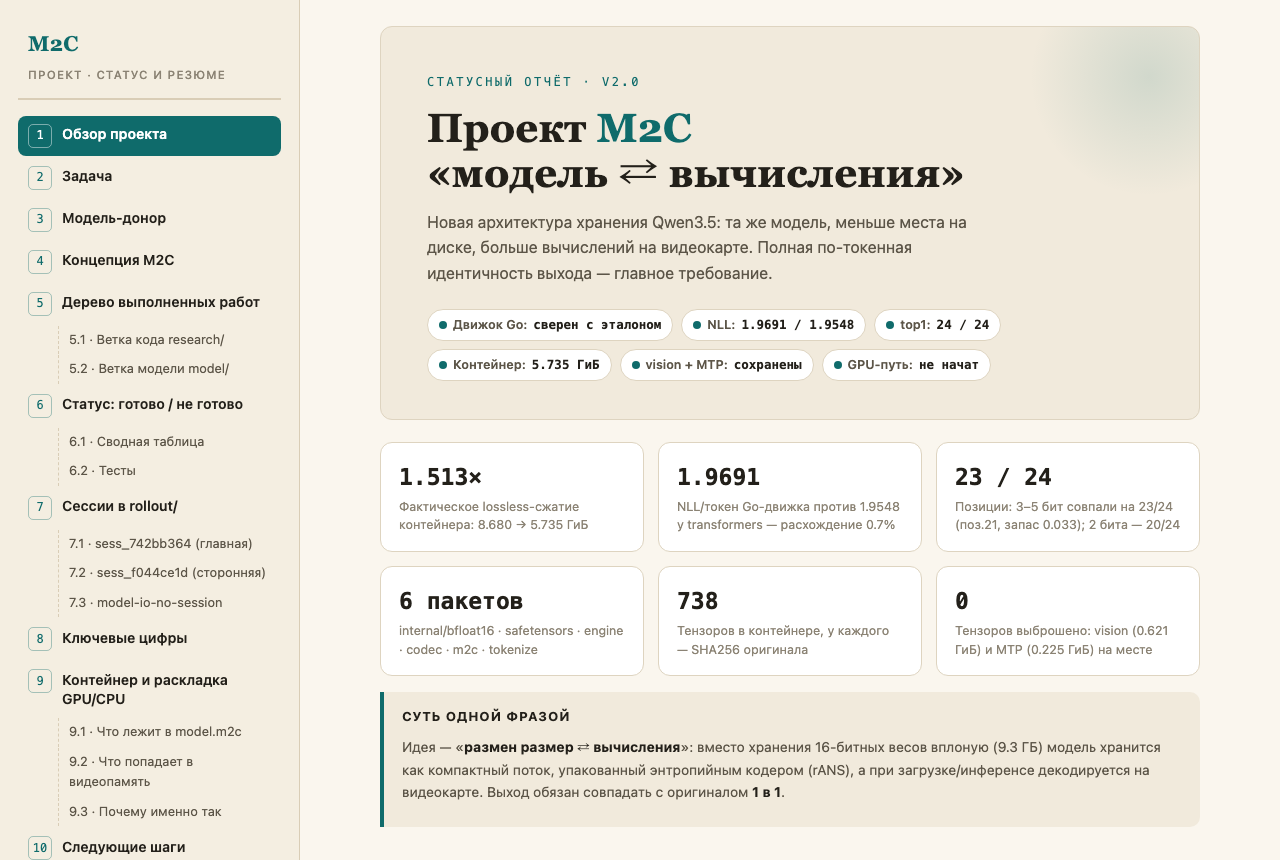 M2C
ПРОЕКТ · СТАТУС И РЕЗЮМЕ
1 Обзор проекта
2 Задача
3 Модель-донор
4 Концепция M2C
5 Дерево выполненных работ
5.1 · Ветка кода research/
5.2 · Ветка модели model/
6 Статус: готово / не готово
6.1 · Сводная таблица
6.2 · Тесты
7 Сессии в rollout/
7.1 · sess_742bb364 (главная)
7.2 · sess_f044ce1d (сторонняя)
7.3 · model-io-no-session
8 Ключевые цифры
9 Контейнер и раскладка
GPU/CPU
9.1 · Что лежит в model.m2c
9.2 · Что попадает в
видеопамять
9.3 · Почему именно так
10 Следующие шаги
СТАТУСНЫЙ ОТЧЁТ · V2.0
Проект M2C
«модель ⇄ вычисления»
Новая архитектура хранения Qwen3.5: та же модель, меньше места на
диске, больше вычислений на видеокарте. Полная по-токенная
идентичность выхода — главное требование.
Движок Go: сверен с эталоном NLL: 1.9691 / 1.9548 top1: 24 / 24
Контейнер: 5.735 ГиБ vision + MTP: сохранены GPU-путь: не начат
1.513×
Фактическое lossless-сжатие
контейнера: 8.680 → 5.735 ГиБ
1.9691
NLL/токен Go-движка против 1.9548
у transformers — расхождение 0.7%
23 / 24
Позиции: 3–5 бит совпали на 23/24
(поз.21, запас 0.033); 2 бита — 20/24
6 пакетов
internal/bfloat16 · safetensors · engine
· codec · m2c · tokenize
738
Тензоров в контейнере, у каждого
— SHA256 оригинала
0
Тензоров выброшено: vision (0.621
ГиБ) и MTP (0.225 ГиБ) на месте
СУТЬ ОДНОЙ ФРАЗОЙ
Идея — «размен размер ⇄ вычисления»: вместо хранения 16-битных весов вплоную (9.3 ГБ) модель хранится
как компактный поток, упакованный энтропийным кодером (rANS), а при загрузке/инференсе декодируется на
видеокарте. Выход обязан совпадать с оригиналом 1 в 1.